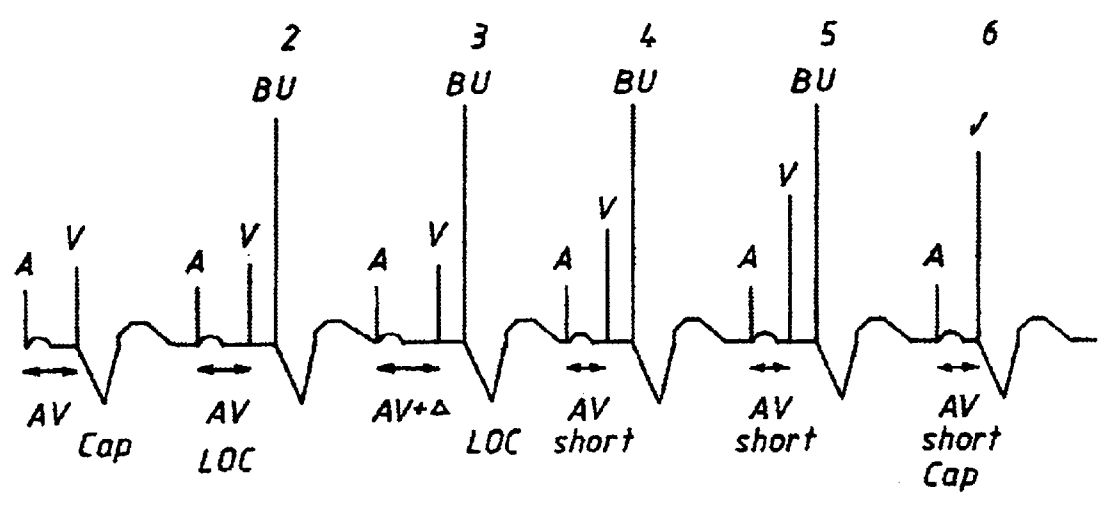 2 3 4 5 6
BU BU BU BU
A V A V A V A V A V A ✓
AV AV AV+Δ AV AV AV
Cap LOC LOC short short short
Cap